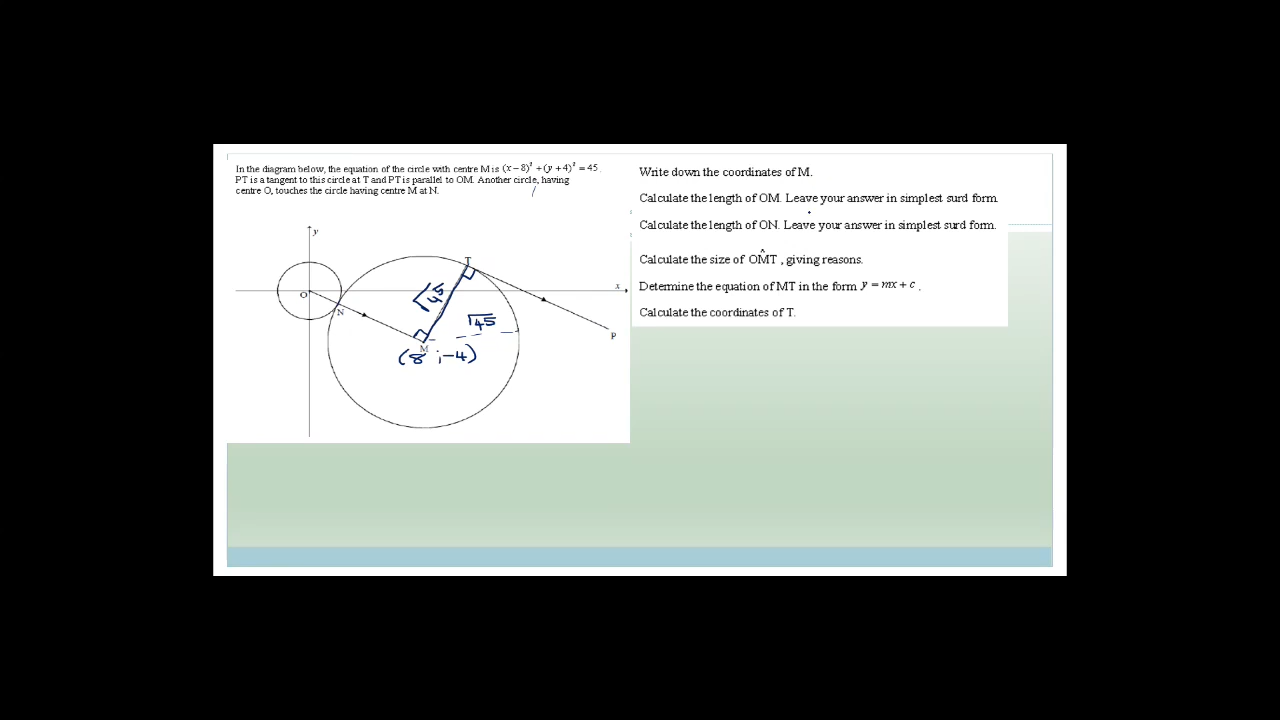 In the diagram below, the equation of the circle with centre M is (x – 8)² + (y + 4)² = 45.
PT is a tangent to this circle at T and PT is parallel to OM. Another circle, having
centre O, touches the circle having centre M at N.
y
T
x
O
N
√45
√45
P
M
(8 ; –4)
Write down the coordinates of M.
Calculate the length of OM. Leave your answer in simplest surd form.
Calculate the length of ON. Leave your answer in simplest surd form.
Calculate the size of OM̂T , giving reasons.
Determine the equation of MT in the form y = mx + c .
Calculate the coordinates of T.